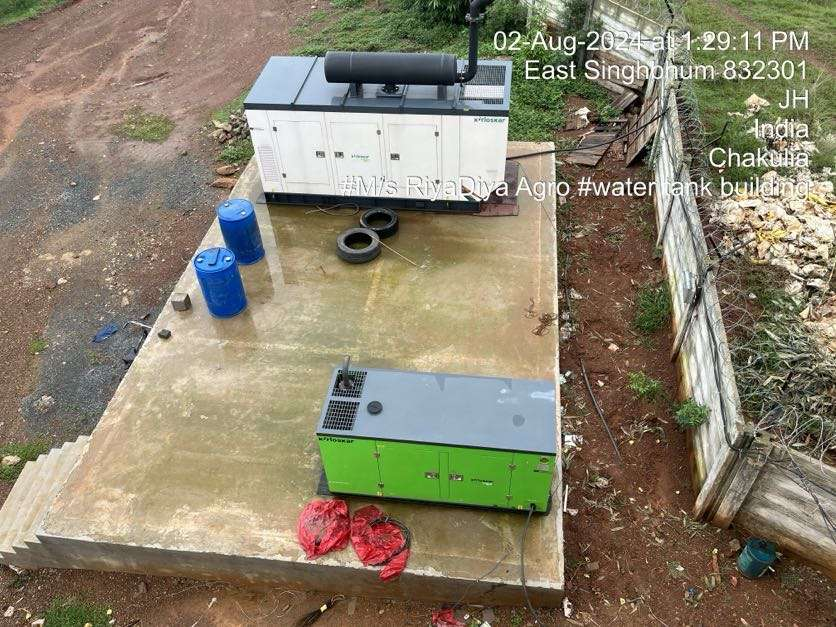 02-Aug-2024 at 1:29:11 PM
East Singhbhum 832301
JH
India
Chakulia
#M/s RiyaDiya Agro #watertank building
kirloskar
kirloskar